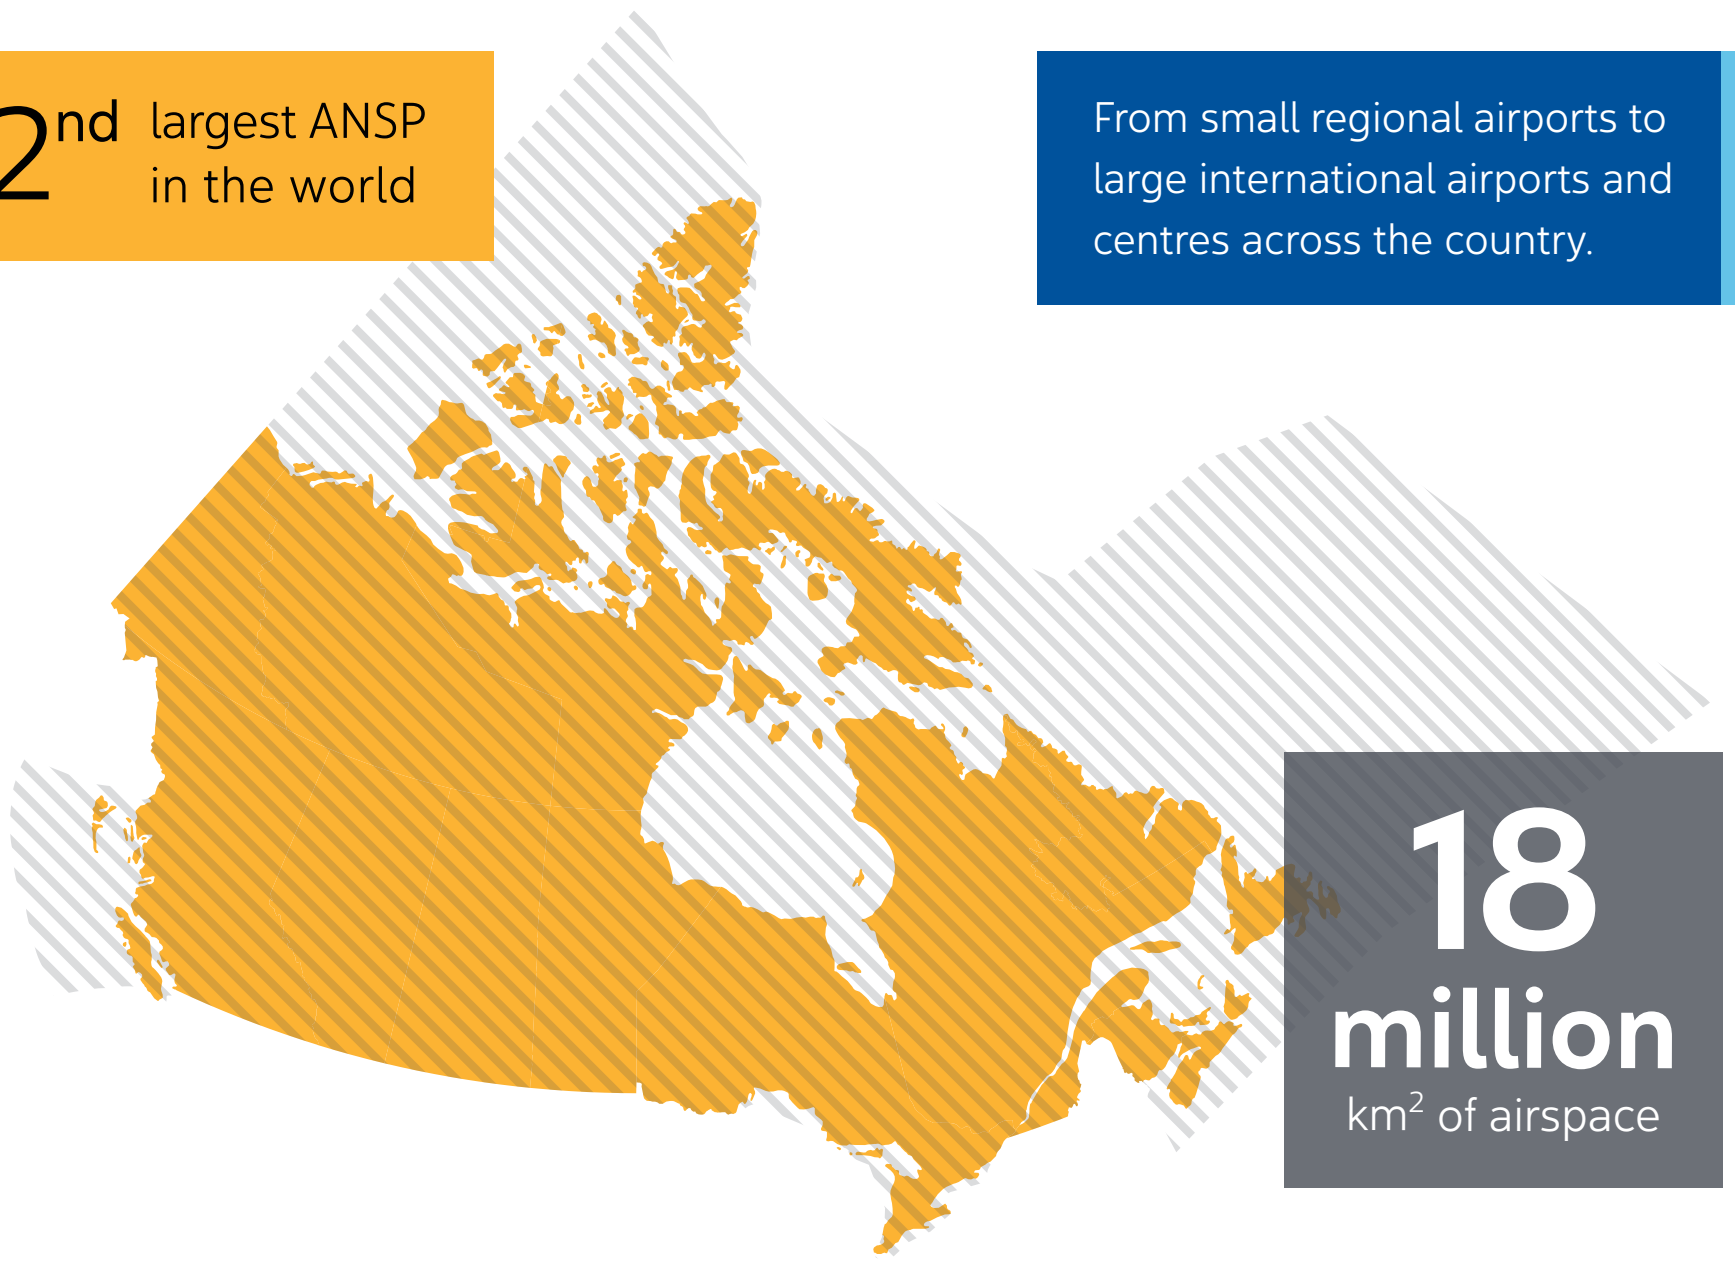 2nd largest ANSP
in the world
From small regional airports to
large international airports and
centres across the country.
18
million
km² of airspace